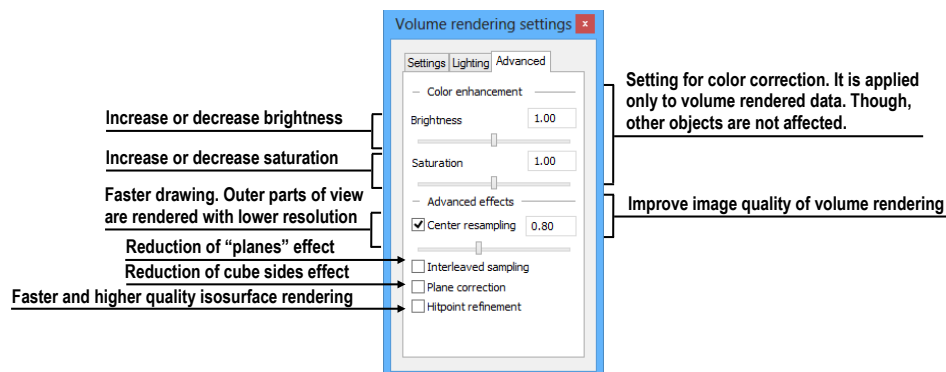 Volume rendering settings x
Settings Lighting Advanced
Color enhancement
Brightness 1.00
Saturation 1.00
Advanced effects
Center resampling 0.80
Interleaved sampling
Plane correction
Hitpoint refinement
Increase or decrease brightness
Increase or decrease saturation
Faster drawing. Outer parts of view
are rendered with lower resolution
Reduction of “planes” effect
Reduction of cube sides effect
Faster and higher quality isosurface rendering
Setting for color correction. It is applied
only to volume rendered data. Though,
other objects are not affected.
Improve image quality of volume rendering